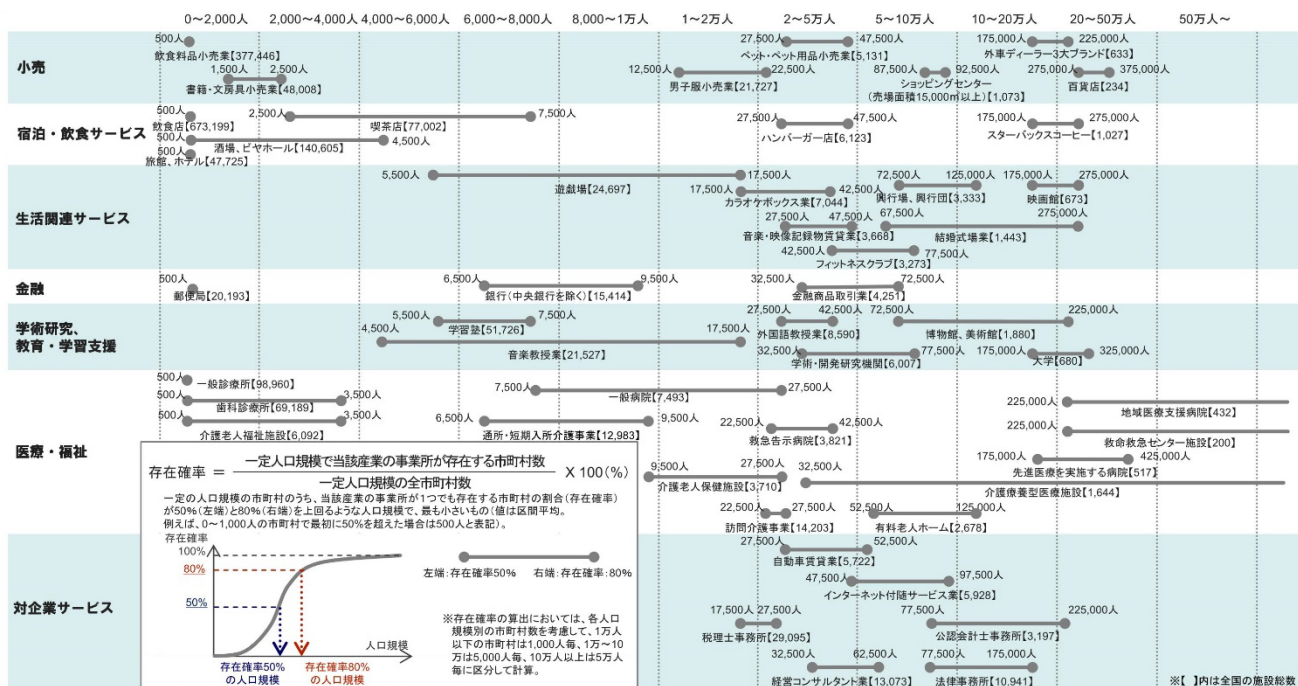 0～2,000人 2,000～4,000人 4,000～6,000人 6,000～8,000人 8,000～1万人 1～2万人 2～5万人 5～10万人 10～20万人 20～50万人 50万人～
小売
500人
飲食料品小売業【377,446】
1,500人 2,500人
書籍・文房具小売業【48,008】
12,500人 22,500人
男子服小売業【21,727】
27,500人 47,500人
ペット・ペット用品小売業【5,131】
87,500人 92,500人
ショッピングセンター
（売場面積15,000㎡以上）【1,073】
175,000人 225,000人
外車ディーラー3大ブランド【633】
275,000人 375,000人
百貨店【234】
宿泊・飲食サービス
500人
飲食店【673,199】
2,500人 7,500人
喫茶店【77,002】
500人 4,500人
酒場、ビヤホール【140,605】
500人
旅館、ホテル【47,725】
27,500人 47,500人
ハンバーガー店【6,123】
175,000人 275,000人
スターバックスコーヒー【1,027】
生活関連サービス
5,500人 17,500人
遊戯場【24,697】
17,500人 42,500人
カラオケボックス業【7,044】
72,500人 125,000人
興行場、興行団【3,333】
175,000人 275,000人
映画館【673】
27,500人 47,500人
音楽・映像記録物賃貸業【3,668】
67,500人 275,000人
結婚式場業【1,443】
42,500人 77,500人
フィットネスクラブ【3,273】
金融
500人
郵便局【20,193】
6,500人 9,500人
銀行（中央銀行を除く）【15,414】
32,500人 72,500人
金融商品取引業【4,251】
学術研究、
教育・学習支援
5,500人 7,500人
学習塾【51,726】
4,500人 17,500人
音楽教授業【21,527】
27,500人 42,500人
外国語教授業【8,590】
72,500人 225,000人
博物館、美術館【1,880】
32,500人 77,500人
学術・開発研究機関【6,007】
175,000人 325,000人
大学【680】
医療・福祉
500人
一般診療所【98,960】
500人 3,500人
歯科診療所【69,189】
500人 3,500人
介護老人福祉施設【6,092】
7,500人 27,500人
一般病院【7,493】
6,500人 9,500人
通所・短期入所介護事業【12,983】
22,500人 42,500人
救急告示病院【3,821】
225,000人
地域医療支援病院【432】
225,000人
救命救急センター施設【200】
175,000人 425,000人
先進医療を実施する病院【517】
9,500人 27,500人
介護老人保健施設【3,710】
32,500人
介護療養型医療施設【1,644】
22,500人 27,500人
訪問介護事業【14,203】
52,500人 125,000人
有料老人ホーム【2,678】
対企業サービス
27,500人 52,500人
自動車賃貸業【5,722】
47,500人 97,500人
インターネット付随サービス業【5,928】
17,500人 27,500人
税理士事務所【29,095】
77,500人 225,000人
公認会計士事務所【3,197】
32,500人 62,500人
経営コンサルタント業【13,073】
77,500人 175,000人
法律事務所【10,941】
存在確率 ＝ 一定人口規模で当該産業の事業所が存在する市町村数
一定人口規模の全市町村数
X 100（％）
一定の人口規模の市町村のうち、当該産業の事業所が1つでも存在する市町村の割合（存在確率）
が50％（左端）と80％（右端）を上回るような人口規模で、最も小さいもの（値は区間平均。
例えば、0～1,000人の市町村で最初に50％を超えた場合は500人と表記）。
存在確率
100％
80％
50％
人口規模
存在確率50％
の人口規模
存在確率80％
の人口規模
左端：存在確率50％ 右端：存在確率：80％
※存在確率の算出においては、各人口
規模別の市町村数を考慮して、1万人
以下の市町村は1,000人毎、1万～10
万は5,000人毎、10万人以上は5万人
毎に区分して計算。
※【 】内は全国の施設総数